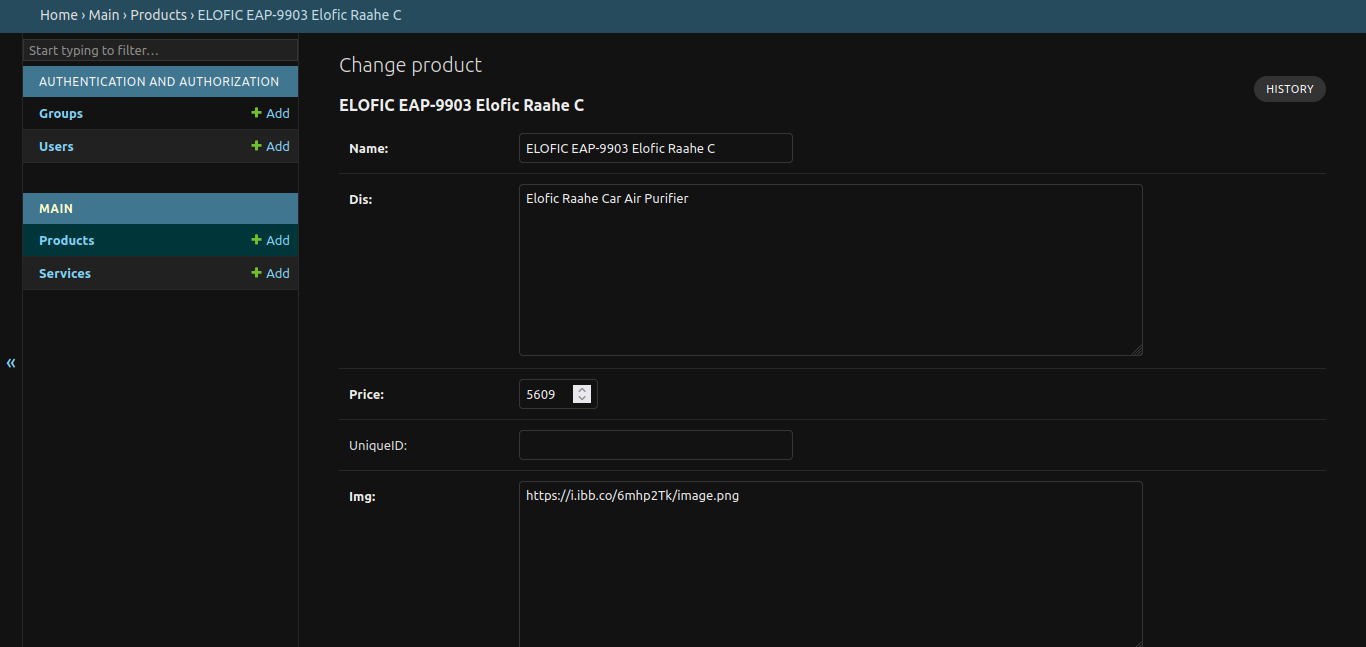 Home › Main › Products › ELOFIC EAP-9903 Elofic Raahe C
Start typing to filter...
AUTHENTICATION AND AUTHORIZATION
Groups + Add
Users + Add
MAIN
Products + Add
Services + Add
«
Change product
HISTORY
ELOFIC EAP-9903 Elofic Raahe C
Name: ELOFIC EAP-9903 Elofic Raahe C
Dis: Elofic Raahe Car Air Purifier
Price: 5609
UniqueID:
Img: https://i.ibb.co/6mhp2Tk/image.png